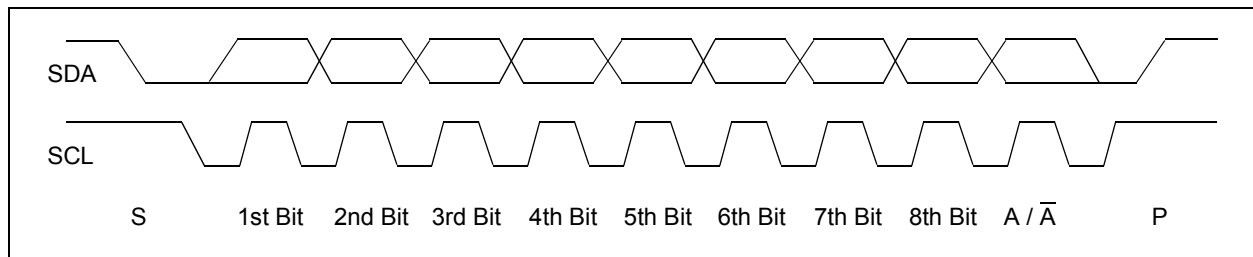 SDA
SCL
S 1st Bit 2nd Bit 3rd Bit 4th Bit 5th Bit 6th Bit 7th Bit 8th Bit A / A̅ P